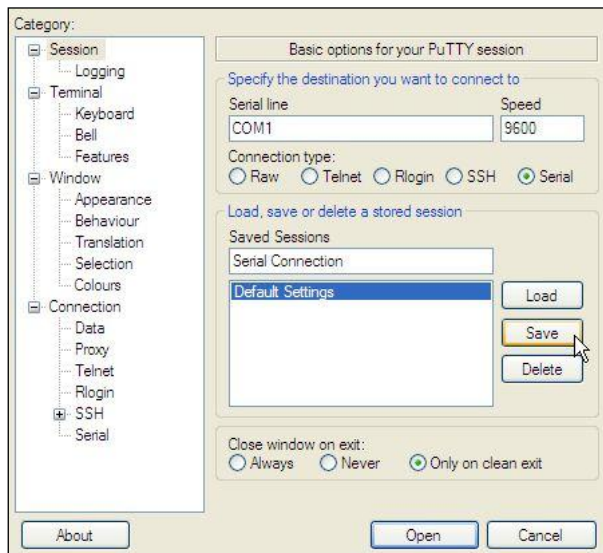 Category:
Session
Logging
Terminal
Keyboard
Bell
Features
Window
Appearance
Behaviour
Translation
Selection
Colours
Connection
Data
Proxy
Telnet
Rlogin
SSH
Serial
Basic options for your PuTTY session
Specify the destination you want to connect to
Serial line Speed
COM1 9600
Connection type:
Raw Telnet Rlogin SSH Serial
Load, save or delete a stored session
Saved Sessions
Serial Connection
Default Settings
Load
Save
Delete
Close window on exit:
Always Never Only on clean exit
About Open Cancel